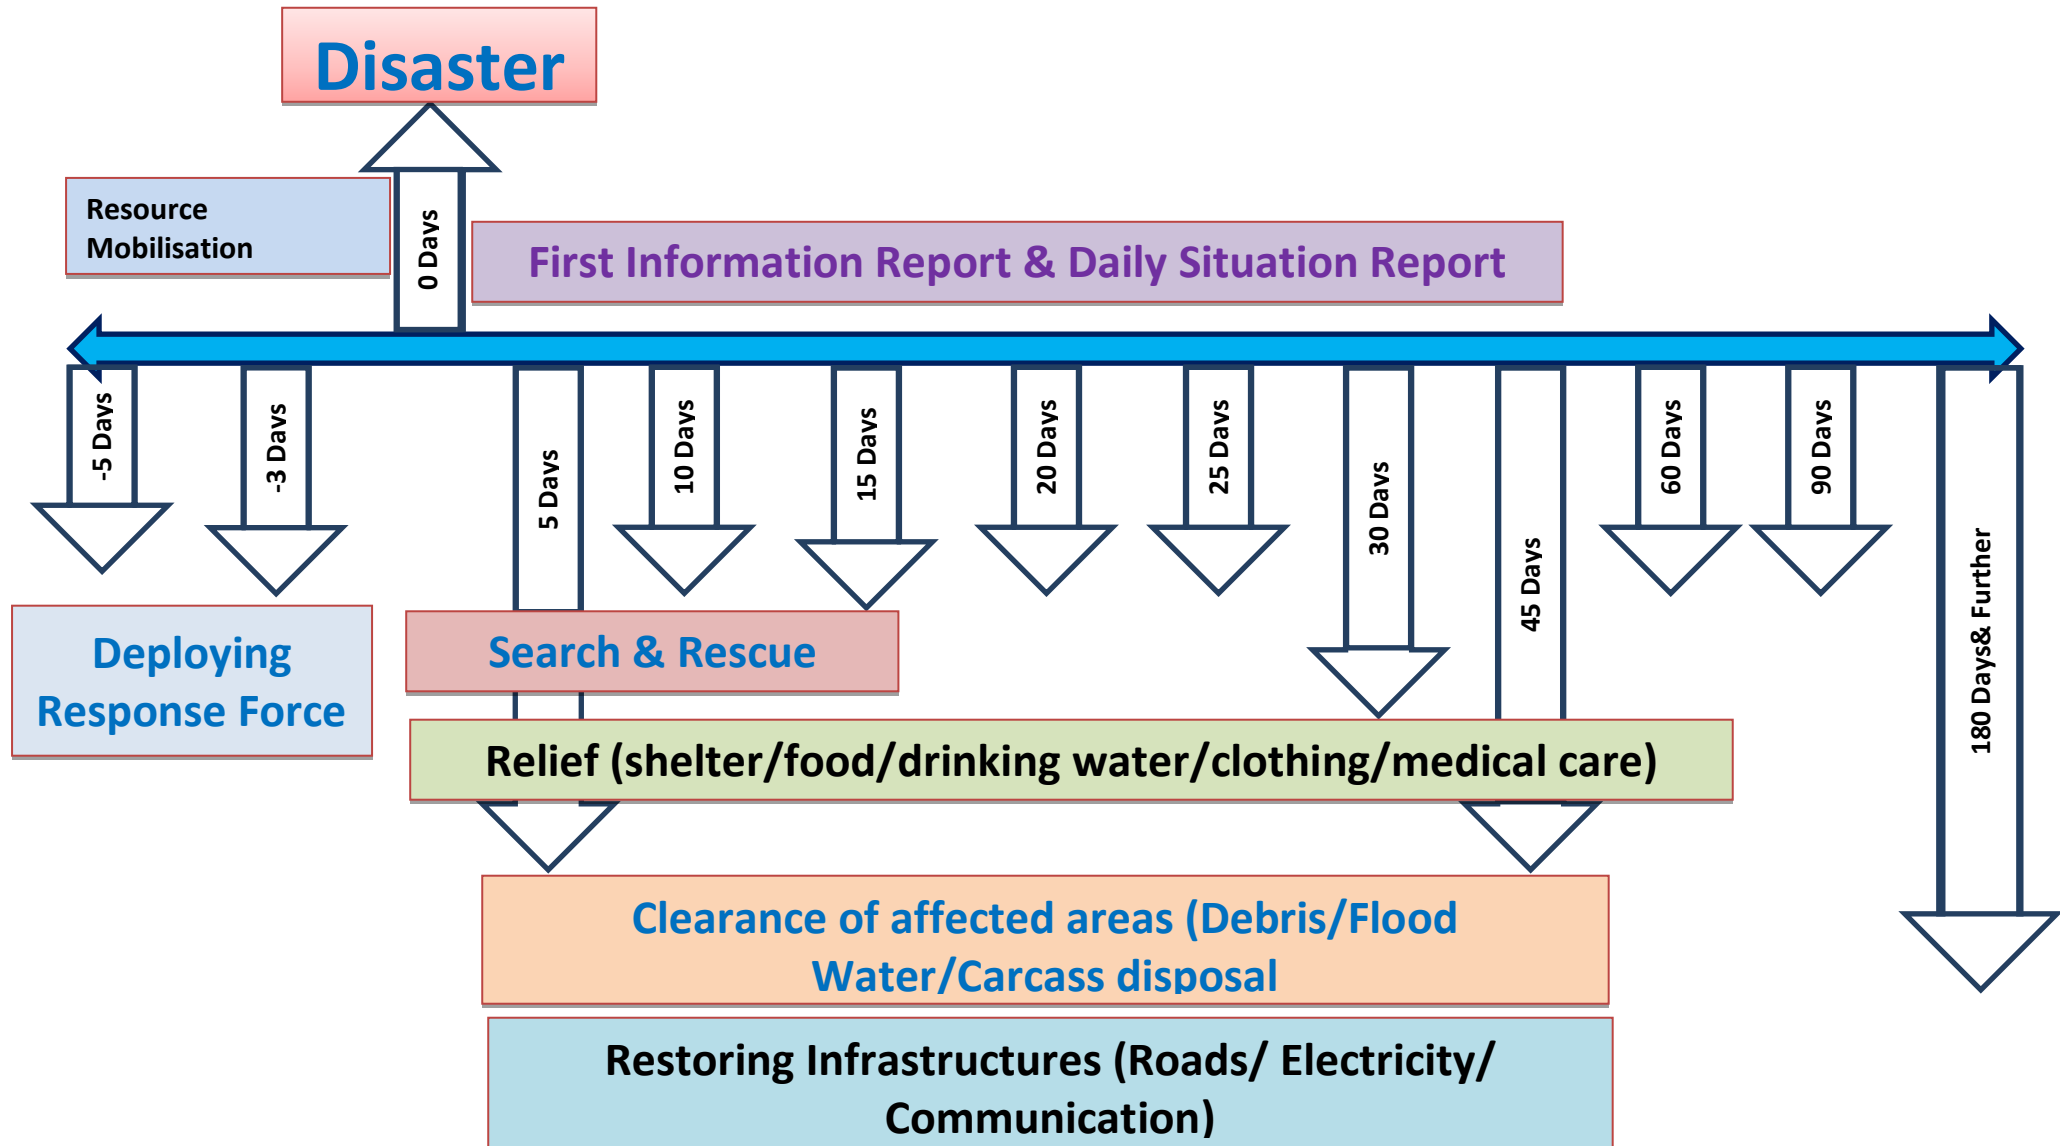 Disaster
Resource
Mobilisation
0 Days
First Information Report & Daily Situation Report
-5 Days
-3 Days
5 Days
10 Days
15 Days
20 Days
25 Days
30 Days
45 Days
60 Days
90 Days
180 Days& Further
Deploying
Response Force
Search & Rescue
Relief (shelter/food/drinking water/clothing/medical care)
Clearance of affected areas (Debris/Flood
Water/Carcass disposal
Restoring Infrastructures (Roads/ Electricity/
Communication)